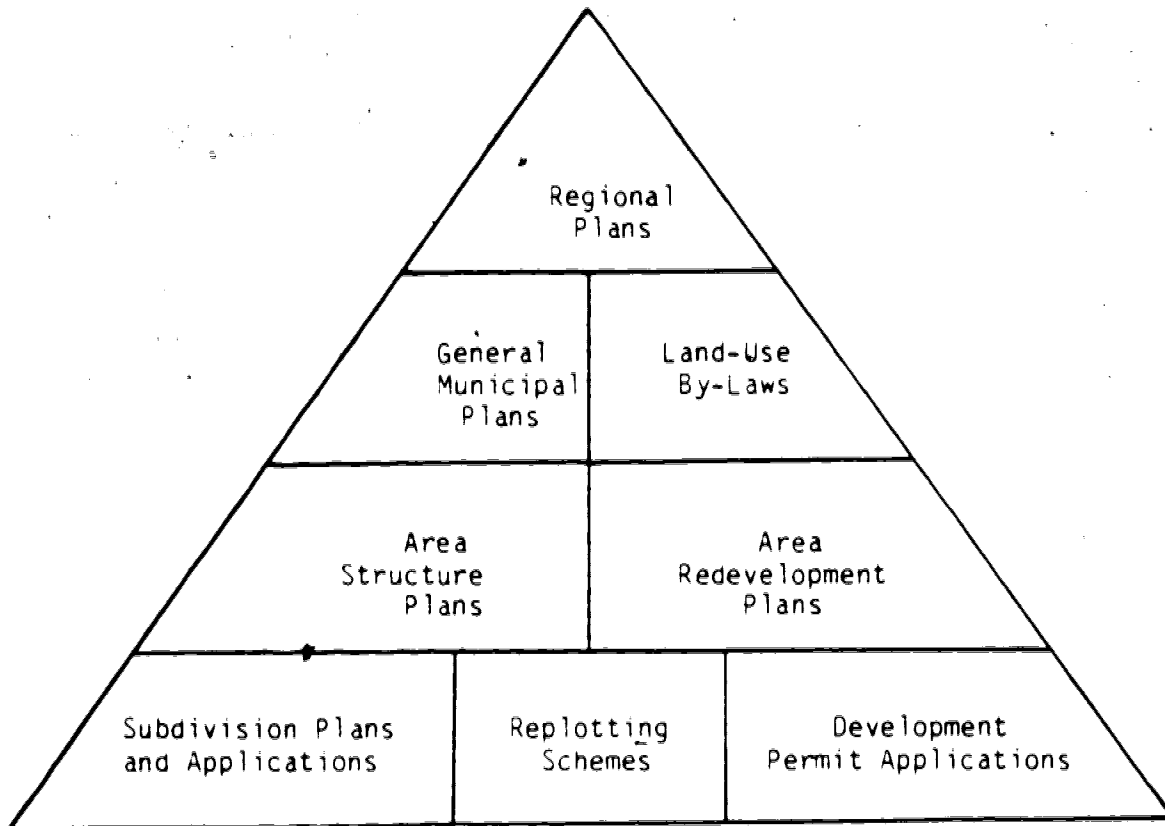 Regional
Plans
General
Municipal
Plans
Land-Use
By-Laws
Area
Structure
Plans
Area
Redevelopment
Plans
Subdivision Plans
and Applications
Replotting
Schemes
Development
Permit Applications